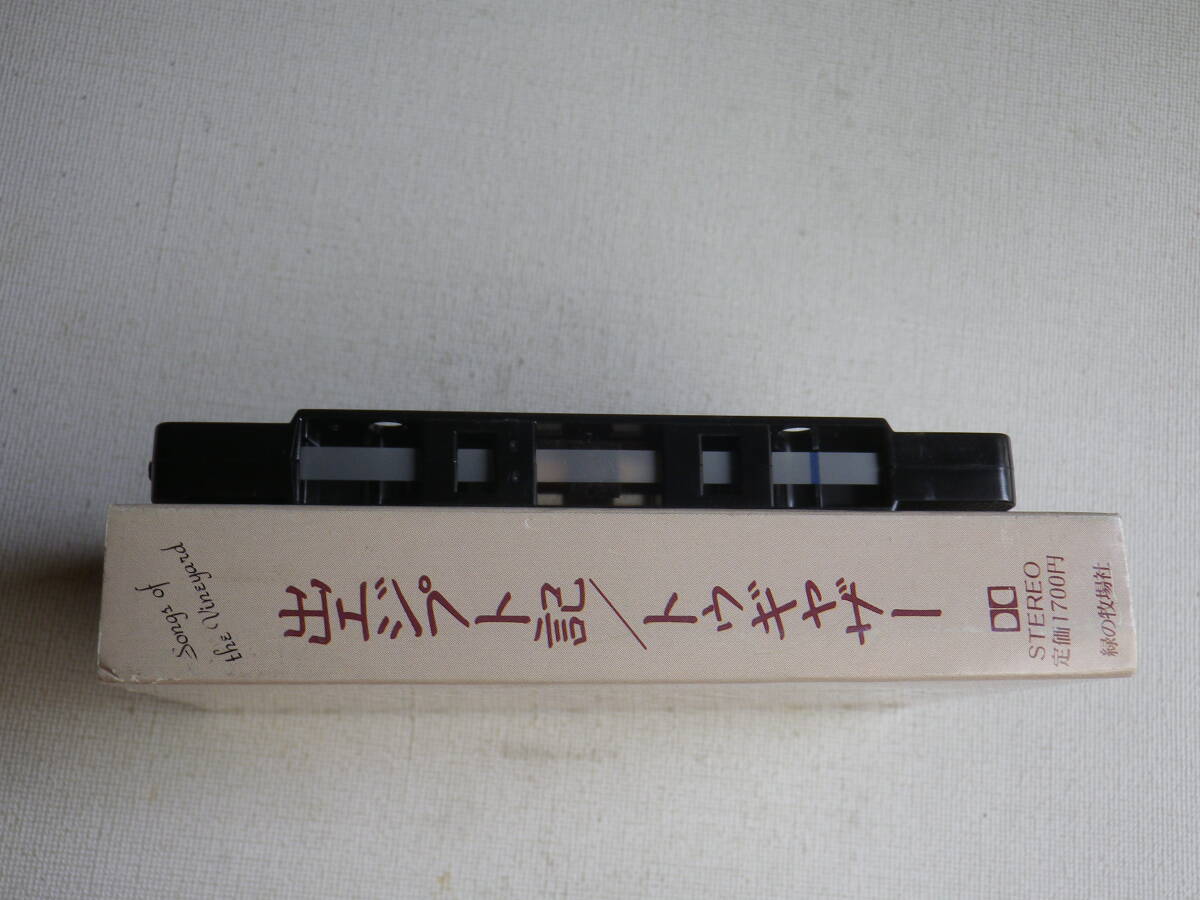 Songs of
the Vineyard
出エジプト記/トゥギャザー
STEREO
定価1700円
緑の牧場社